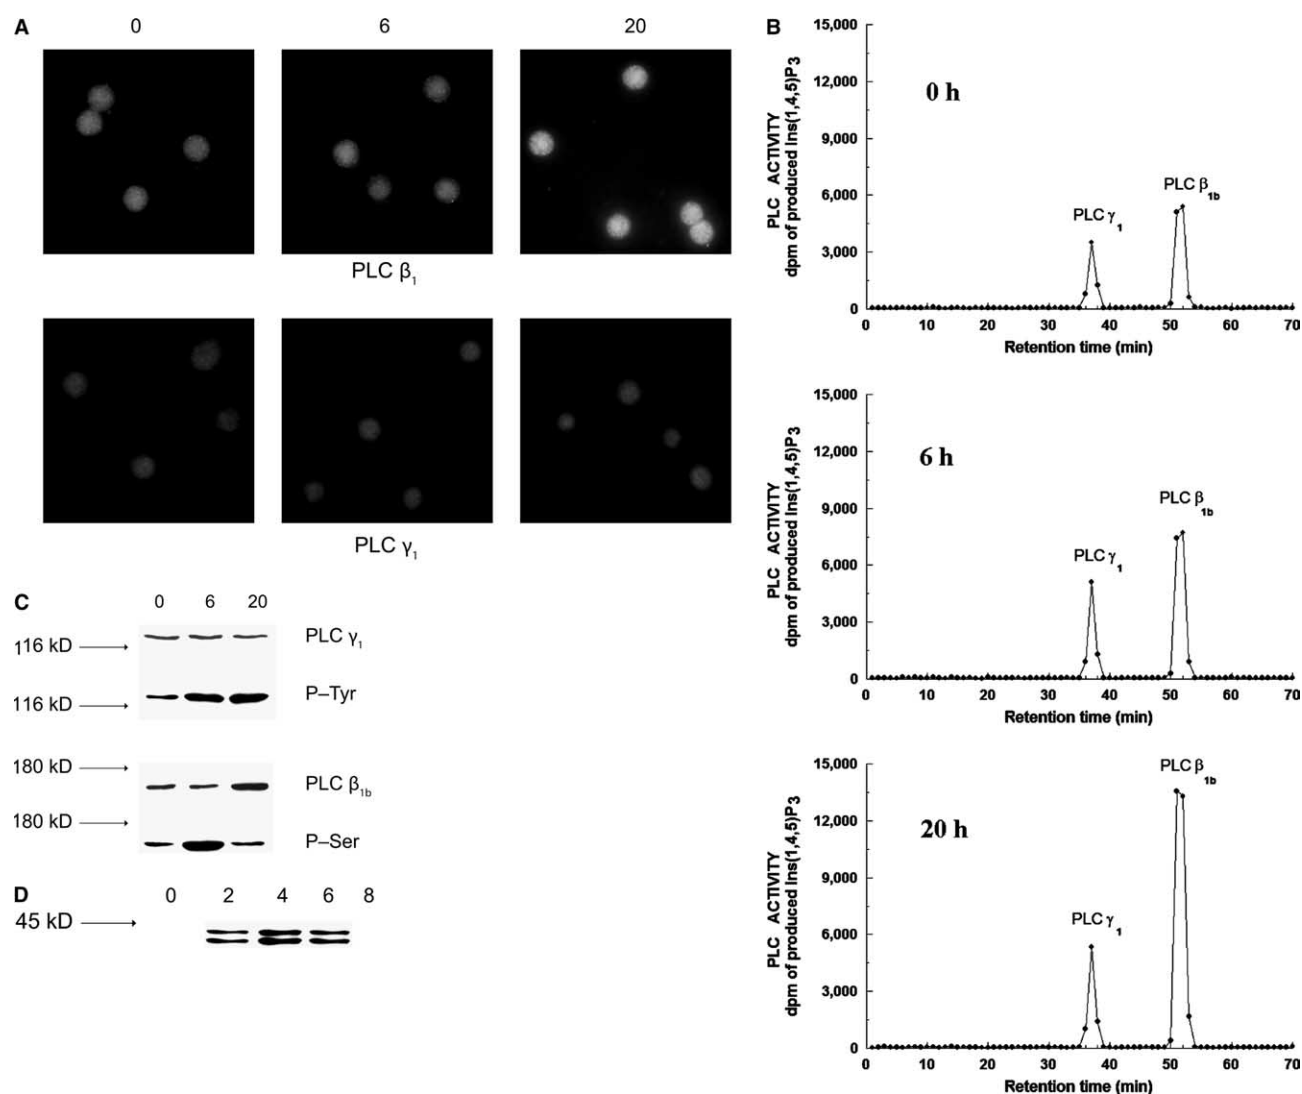 A
0 6 20
PLC β1
PLC γ1
B
15,000
12,000
9,000
6,000
3,000
0
PLC ACTIVITY
dpm of produced Ins(1,4,5)P3
0 h
PLC γ1
PLC β1b
0 10 20 30 40 50 60 70
Retention time (min)
15,000
12,000
9,000
6,000
3,000
0
PLC ACTIVITY
dpm of produced Ins(1,4,5)P3
6 h
PLC γ1
PLC β1b
0 10 20 30 40 50 60 70
Retention time (min)
15,000
12,000
9,000
6,000
3,000
0
PLC ACTIVITY
dpm of produced Ins(1,4,5)P3
20 h
PLC γ1
PLC β1b
0 10 20 30 40 50 60 70
Retention time (min)
C
0 6 20
116 kD PLC γ1
116 kD P–Tyr
180 kD
PLC β1b
180 kD
P–Ser
D
0 2 4 6 8
45 kD